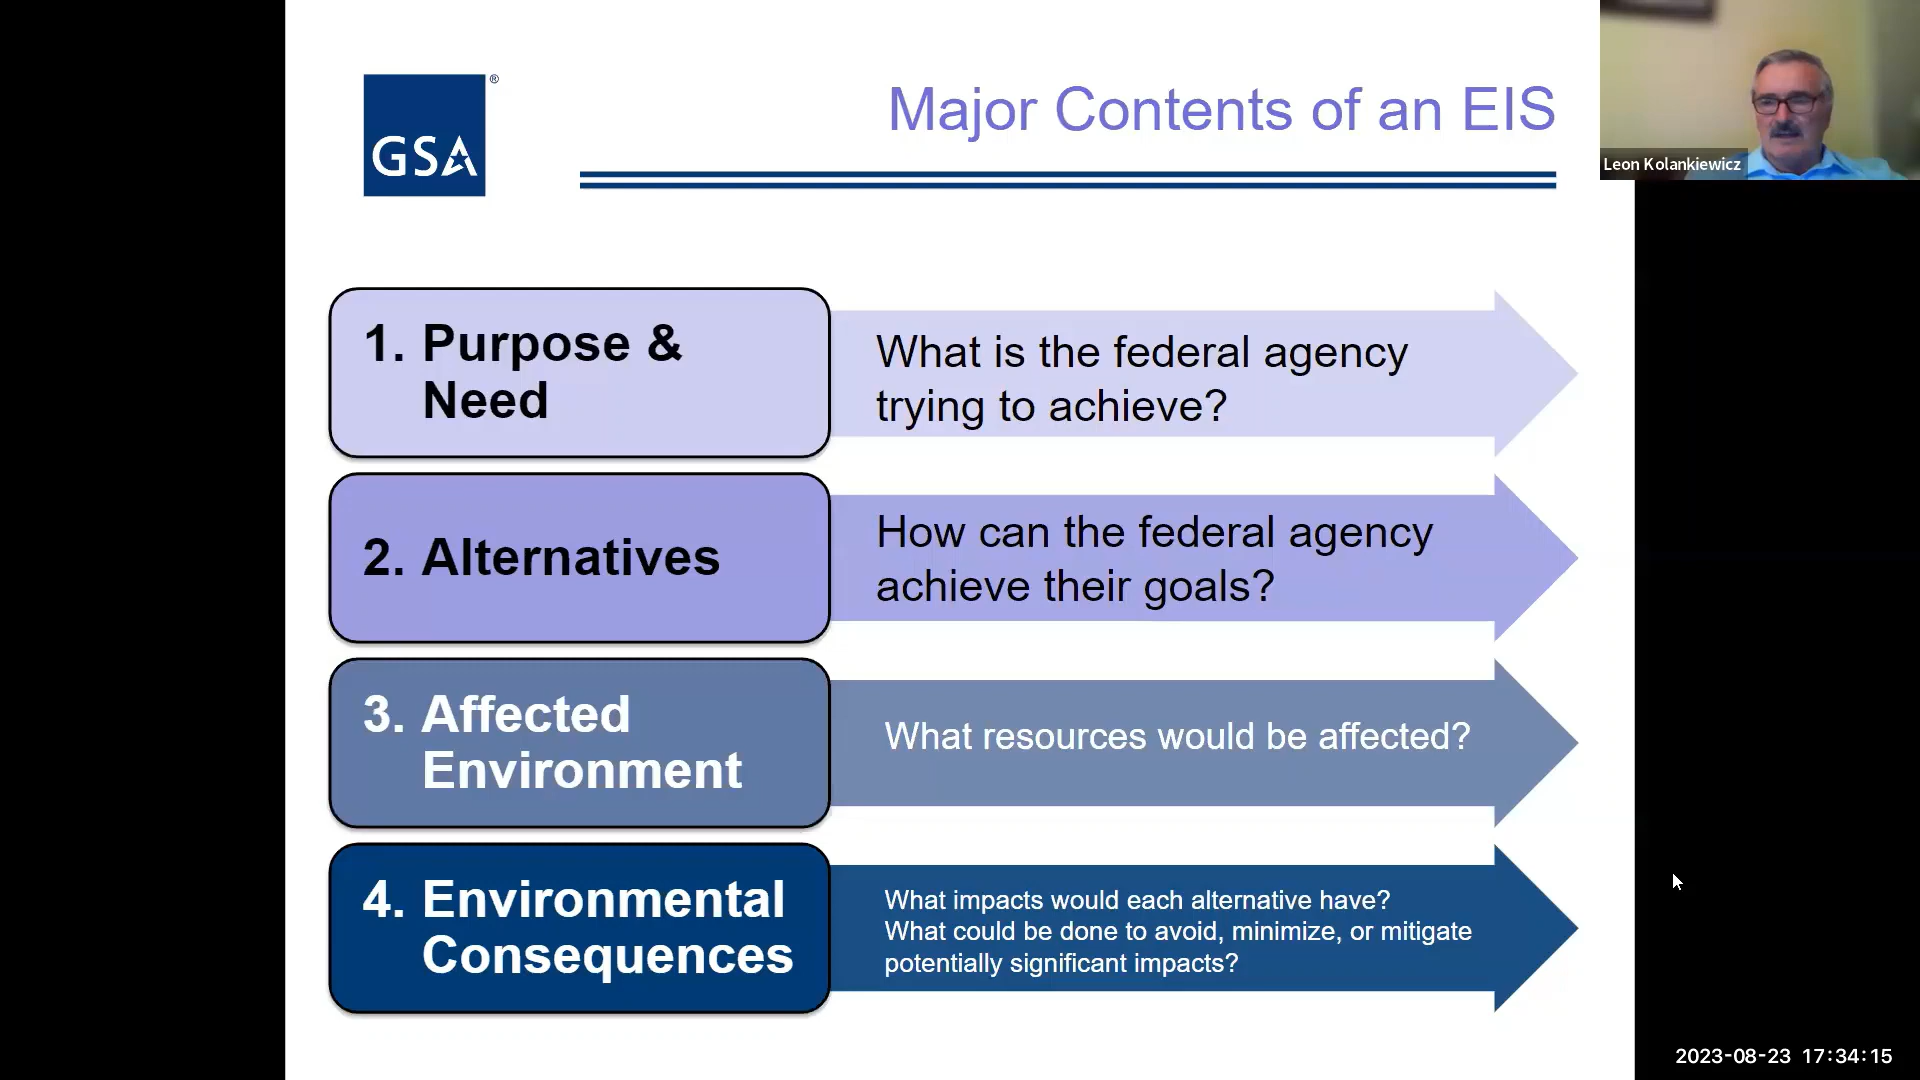 GSA
®
Major Contents of an EIS
Leon Kolankiewicz
1. Purpose &
Need
What is the federal agency
trying to achieve?
2. Alternatives
How can the federal agency
achieve their goals?
3. Affected
Environment
What resources would be affected?
4. Environmental
Consequences
What impacts would each alternative have?
What could be done to avoid, minimize, or mitigate
potentially significant impacts?
2023-08-23 17:34:15